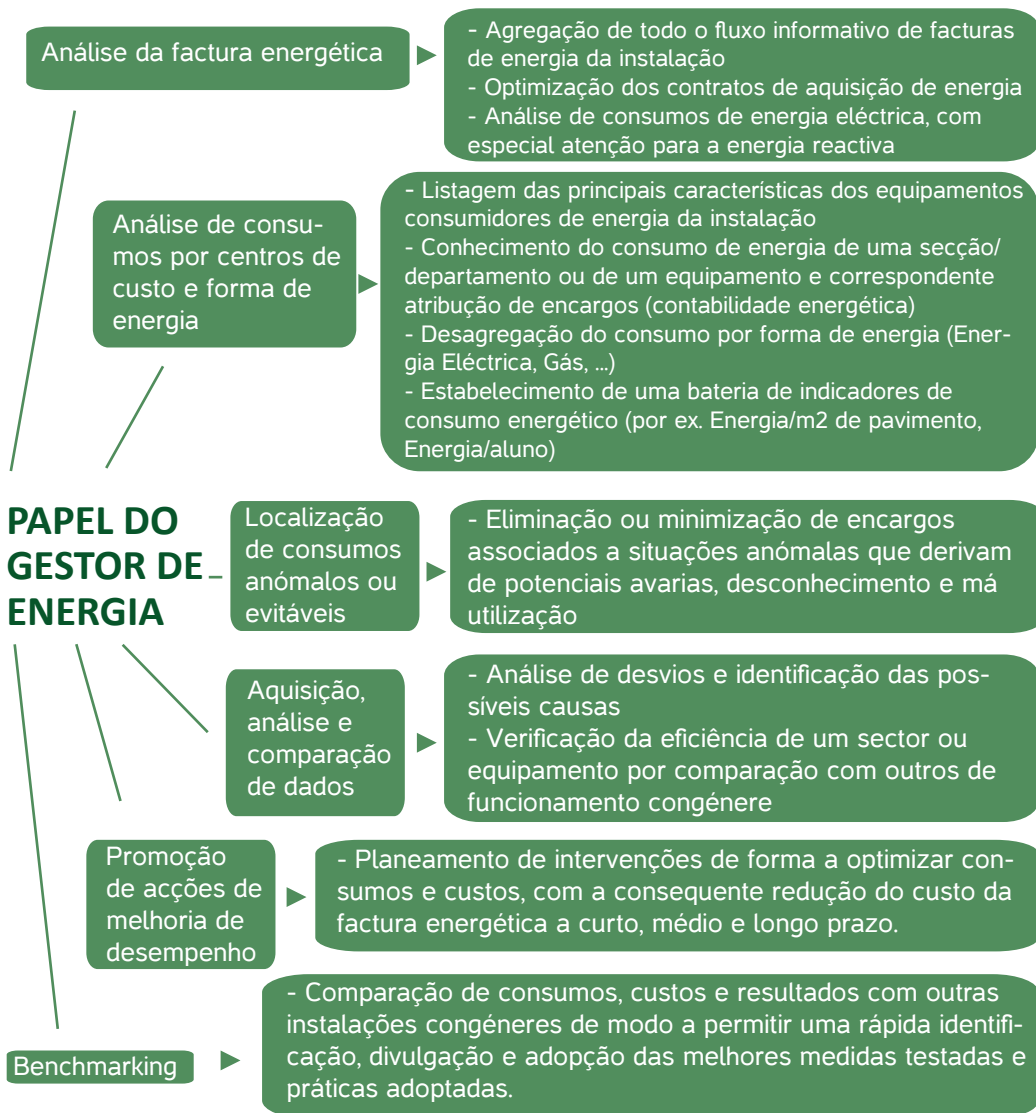 Análise da factura energética
- Agregação de todo o fluxo informativo de facturas
de energia da instalação
- Optimização dos contratos de aquisição de energia
- Análise de consumos de energia eléctrica, com
especial atenção para a energia reactiva
Análise de consu-
mos por centros de
custo e forma de
energia
- Listagem das principais características dos equipamentos
consumidores de energia da instalação
- Conhecimento do consumo de energia de uma secção/
departamento ou de um equipamento e correspondente
atribução de encargos (contabilidade energética)
- Desagregação do consumo por forma de energia (Ener-
gia Eléctrica, Gás, ...)
- Estabelecimento de uma bateria de indicadores de
consumo energético (por ex. Energia/m2 de pavimento,
Energia/aluno)
PAPEL DO
GESTOR DE
ENERGIA
Localização
de consumos
anómalos ou
evitáveis
- Eliminação ou minimização de encargos
associados a situações anómalas que derivam
de potenciais avarias, desconhecimento e má
utilização
Aquisição,
análise e
comparação
de dados
- Análise de desvios e identificação das pos-
síveis causas
- Verificação da eficiência de um sector ou
equipamento por comparação com outros de
funcionamento congénere
Promoção
de acções de
melhoria de
desempenho
- Planeamento de intervenções de forma a optimizar con-
sumos e custos, com a consequente redução do custo da
factura energética a curto, médio e longo prazo.
Benchmarking
- Comparação de consumos, custos e resultados com outras
instalações congéneres de modo a permitir uma rápida identifi-
cação, divulgação e adopção das melhores medidas testadas e
práticas adoptadas.